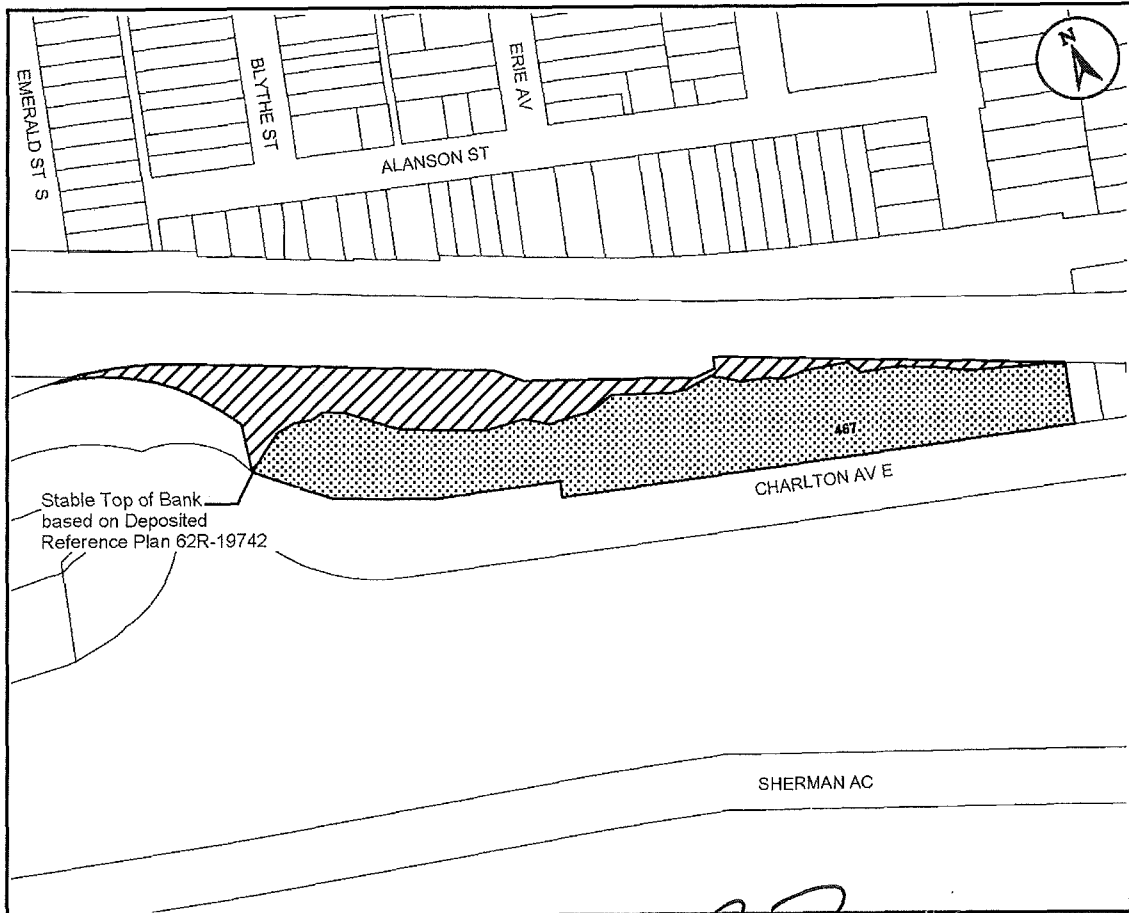 N
EMERALD ST S
BLYTHE ST
ERIE AV
ALANSON ST
467
CHARLTON AV E
Stable Top of Bank
based on Deposited
Reference Plan 62R-19742
SHERMAN AC